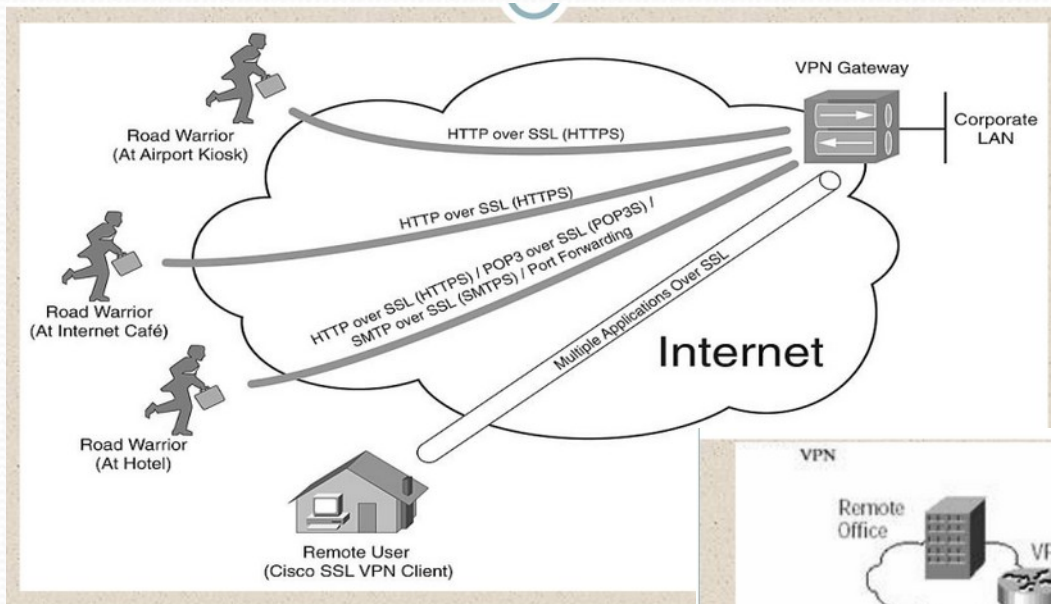 VPN Gateway
Corporate
LAN
Road Warrior
(At Airport Kiosk)
HTTP over SSL (HTTPS)
Road Warrior
(At Internet Café)
HTTP over SSL (HTTPS)
HTTP over SSL (HTTPS) / POP3 over SSL (POP3S) /
SMTP over SSL (SMTPS) / Port Forwarding
Road Warrior
(At Hotel)
Multiple Applications Over SSL
Internet
Remote User
(Cisco SSL VPN Client)
VPN
Remote
Office